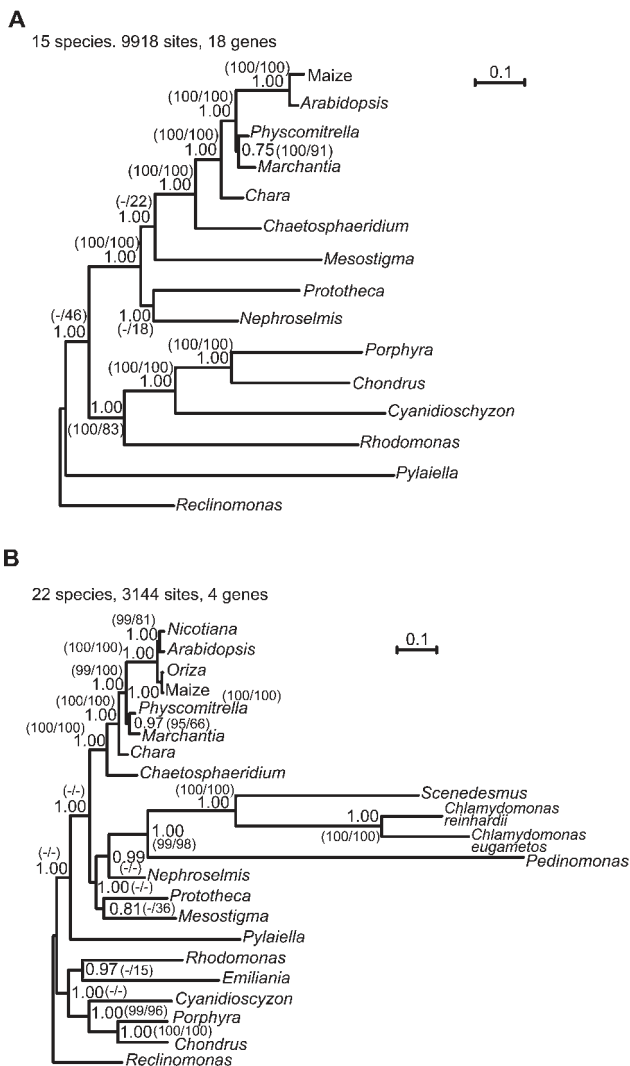 A
15 species. 9918 sites, 18 genes
(100/100)
1.00
Maize
0.1
(100/100)
1.00
Arabidopsis
(100/100)
1.00
Physcomitrella
0.75(100/91)
Marchantia
(100/100)
1.00
Chara
(-/22)
1.00
Chaetosphaeridium
(100/100)
1.00
Mesostigma
Prototheca
1.00
(-/18)
Nephroselmis
(-/46)
1.00
(100/100)
1.00
Porphyra
(100/100)
1.00
Chondrus
1.00
(100/83)
Cyanidioschyzon
Rhodomonas
Pylaiella
Reclinomonas
B
22 species, 3144 sites, 4 genes
(99/81)
1.00
Nicotiana
0.1
(100/100)
1.00
Arabidopsis
(99/100)
1.00
Oriza
1.00
Maize
(100/100)
(100/100)
1.00
Physcomitrella
0.97(95/66)
(100/100)
1.00
Marchantia
Chara
Chaetosphaeridium
(-/-)
1.00
(100/100)
1.00
Scenedesmus
1.00
(100/100)
Chlamydomonas
reinhardii
1.00
(99/98)
Chlamydomonas
eugametos
(-/-)
1.00
0.99
(-/-)
Pedinomonas
Nephroselmis
1.00(-/-)
Prototheca
0.81(-/36)
Mesostigma
Pylaiella
Rhodomonas
0.97(-/15)
Emiliania
1.00(-/-)
Cyanidioscyzon
1.00(99/96)
Porphyra
1.00(100/100)
Chondrus
Reclinomonas